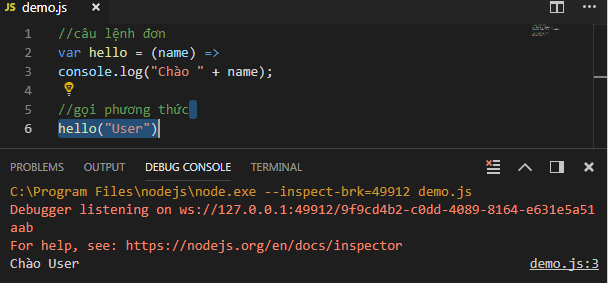 JS demo.js
1 //câu lệnh đơn
2 var hello = (name) =>
3 console.log("Chào " + name);
4
5 //gọi phương thức
6 hello("User")
PROBLEMS OUTPUT DEBUG CONSOLE TERMINAL
C:\Program Files\nodejs\node.exe --inspect-brk=49912 demo.js
Debugger listening on ws://127.0.0.1:49912/9f9cd4b2-c0dd-4089-8164-e631e5a51
aab
For help, see: https://nodejs.org/en/docs/inspector
Chào User demo.js:3